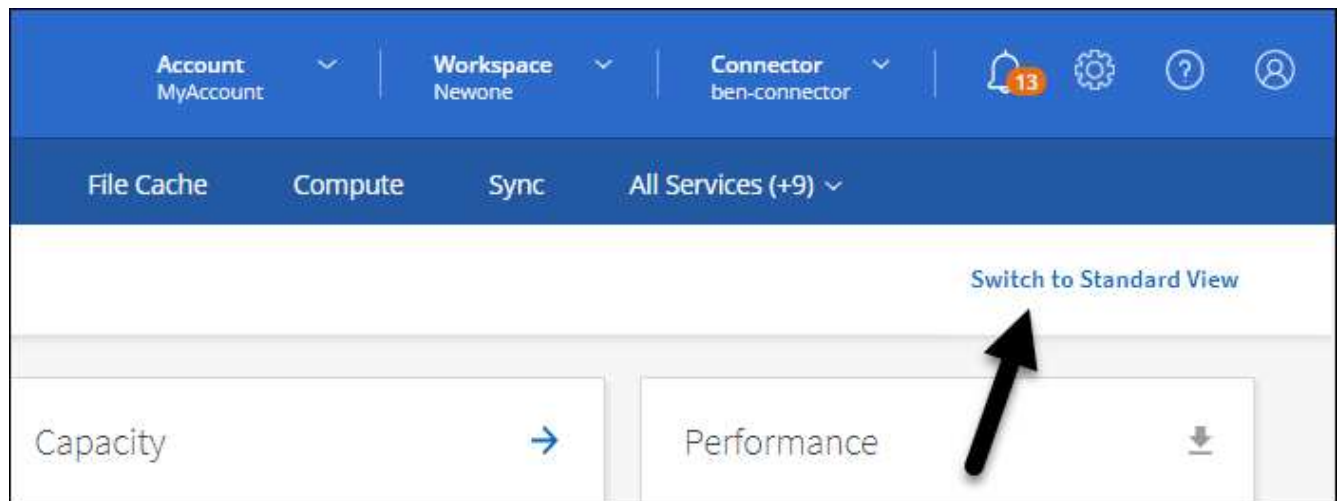 Account Workspace Connector
MyAccount Newone ben-connector 13
File Cache Compute Sync All Services (+9)
Switch to Standard View
Capacity Performance